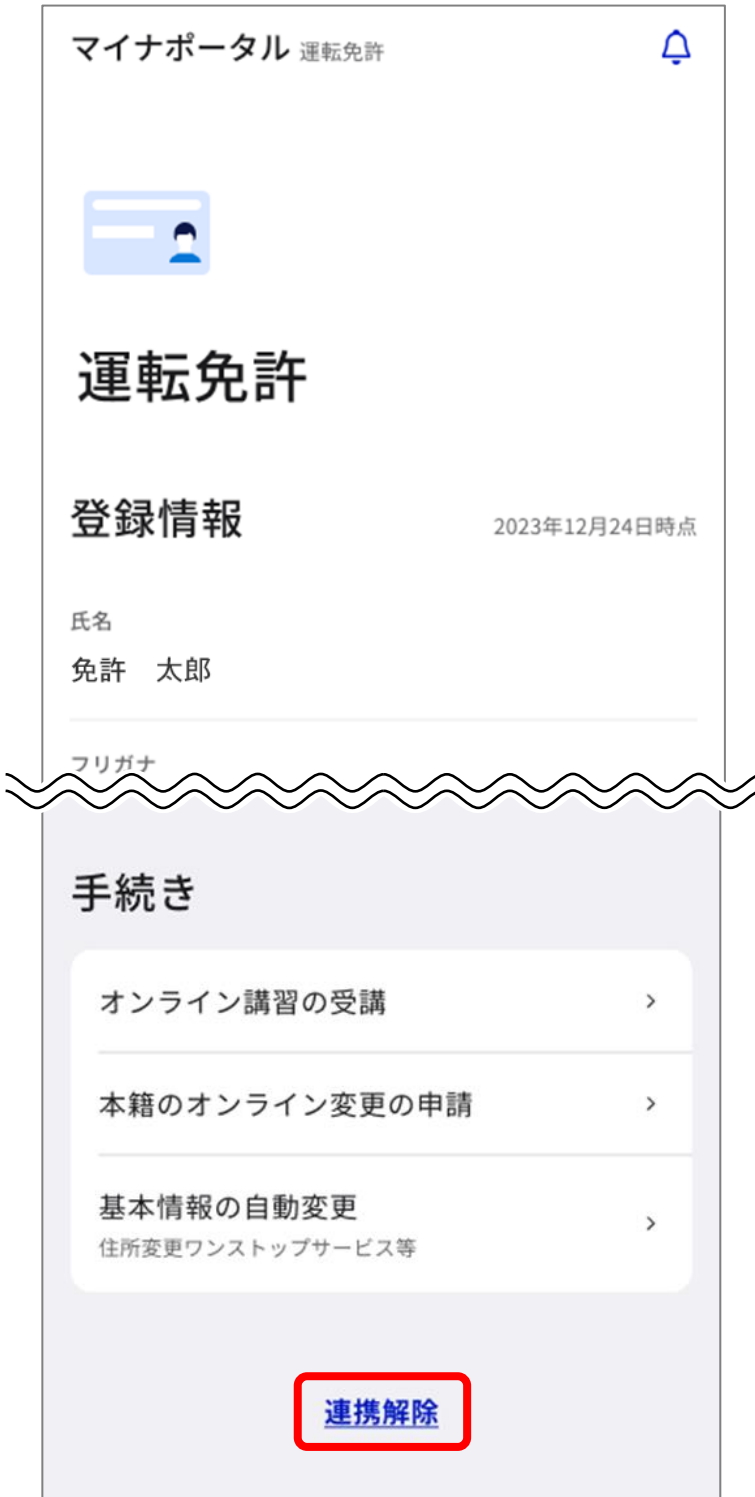 マイナポータル 運転免許
運転免許
登録情報 2023年12月24日時点
氏名
免許　太郎
フリガナ
手続き
オンライン講習の受講
本籍のオンライン変更の申請
基本情報の自動変更
住所変更ワンストップサービス等
連携解除